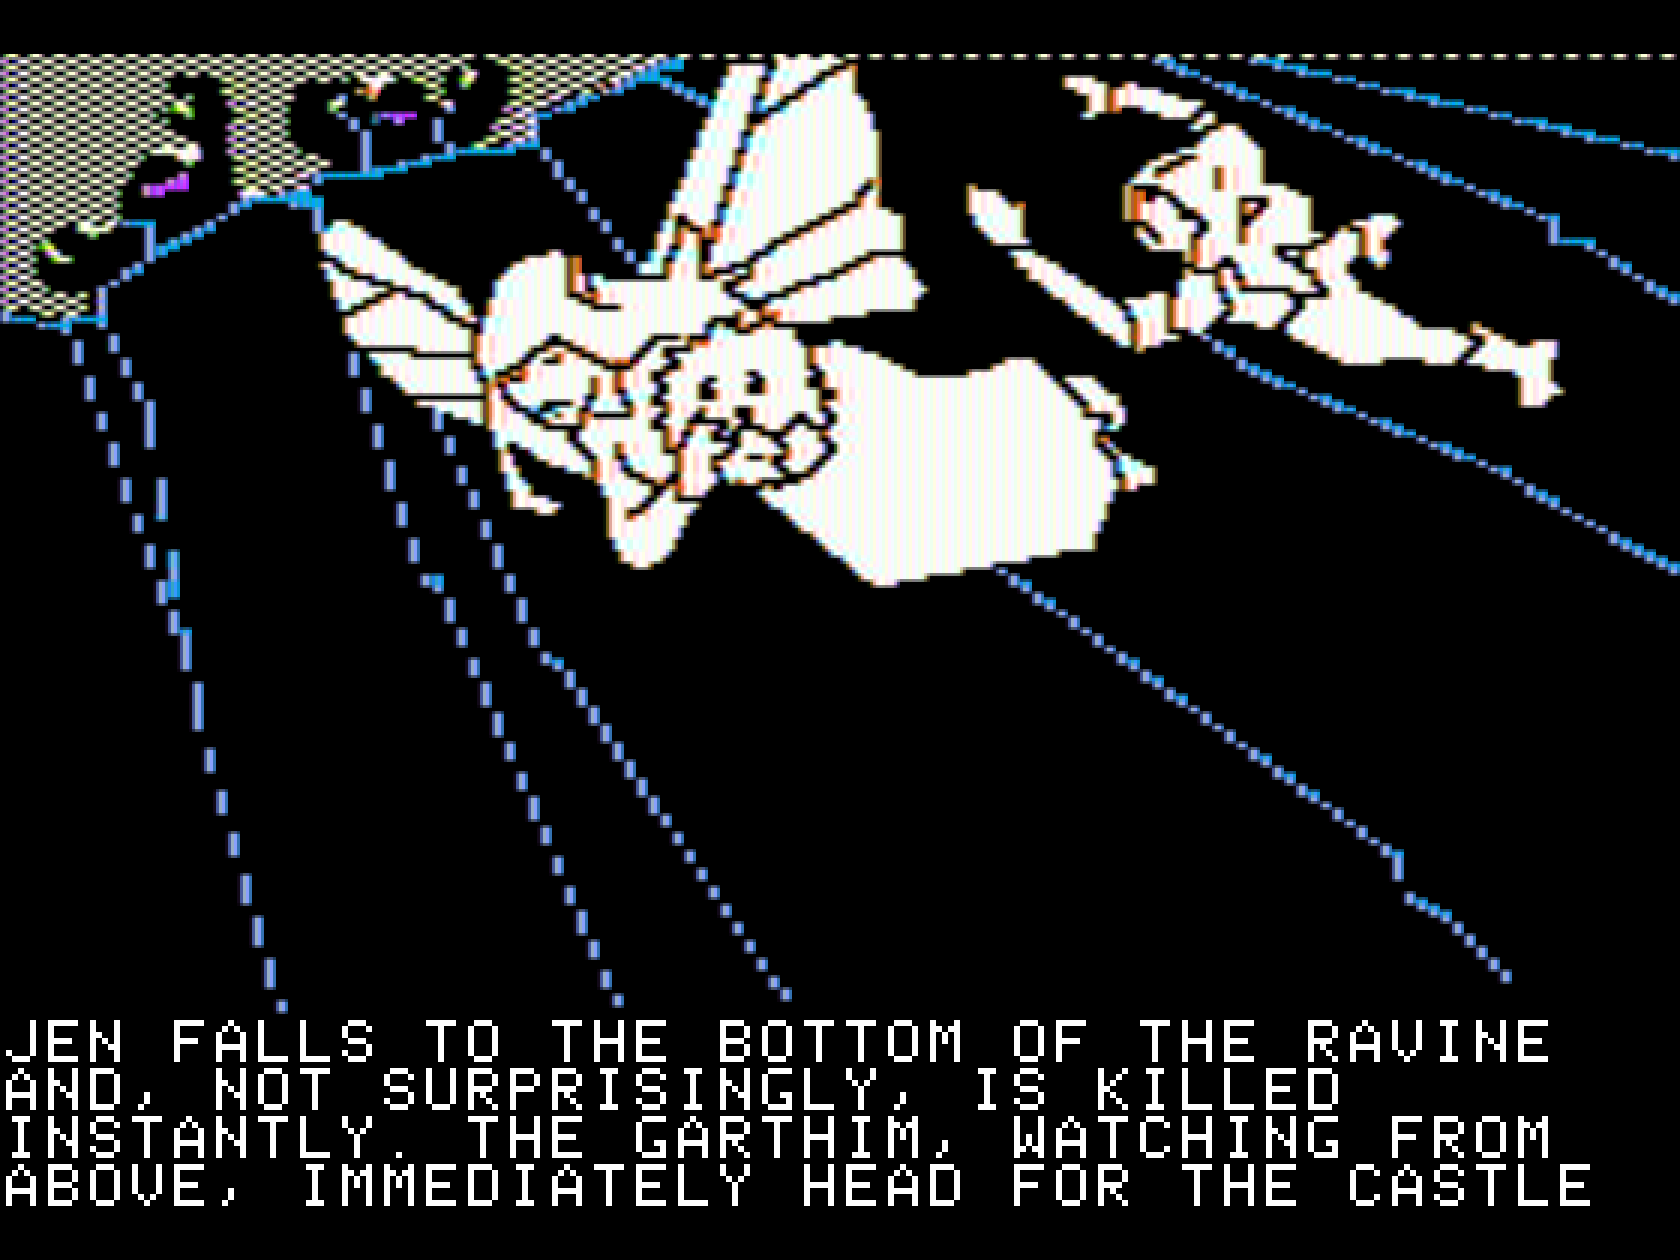 JEN FALLS TO THE BOTTOM OF THE RAVINE
AND, NOT SURPRISINGLY, IS KILLED
INSTANTLY. THE GARTHIM, WATCHING FROM
ABOVE, IMMEDIATELY HEAD FOR THE CASTLE